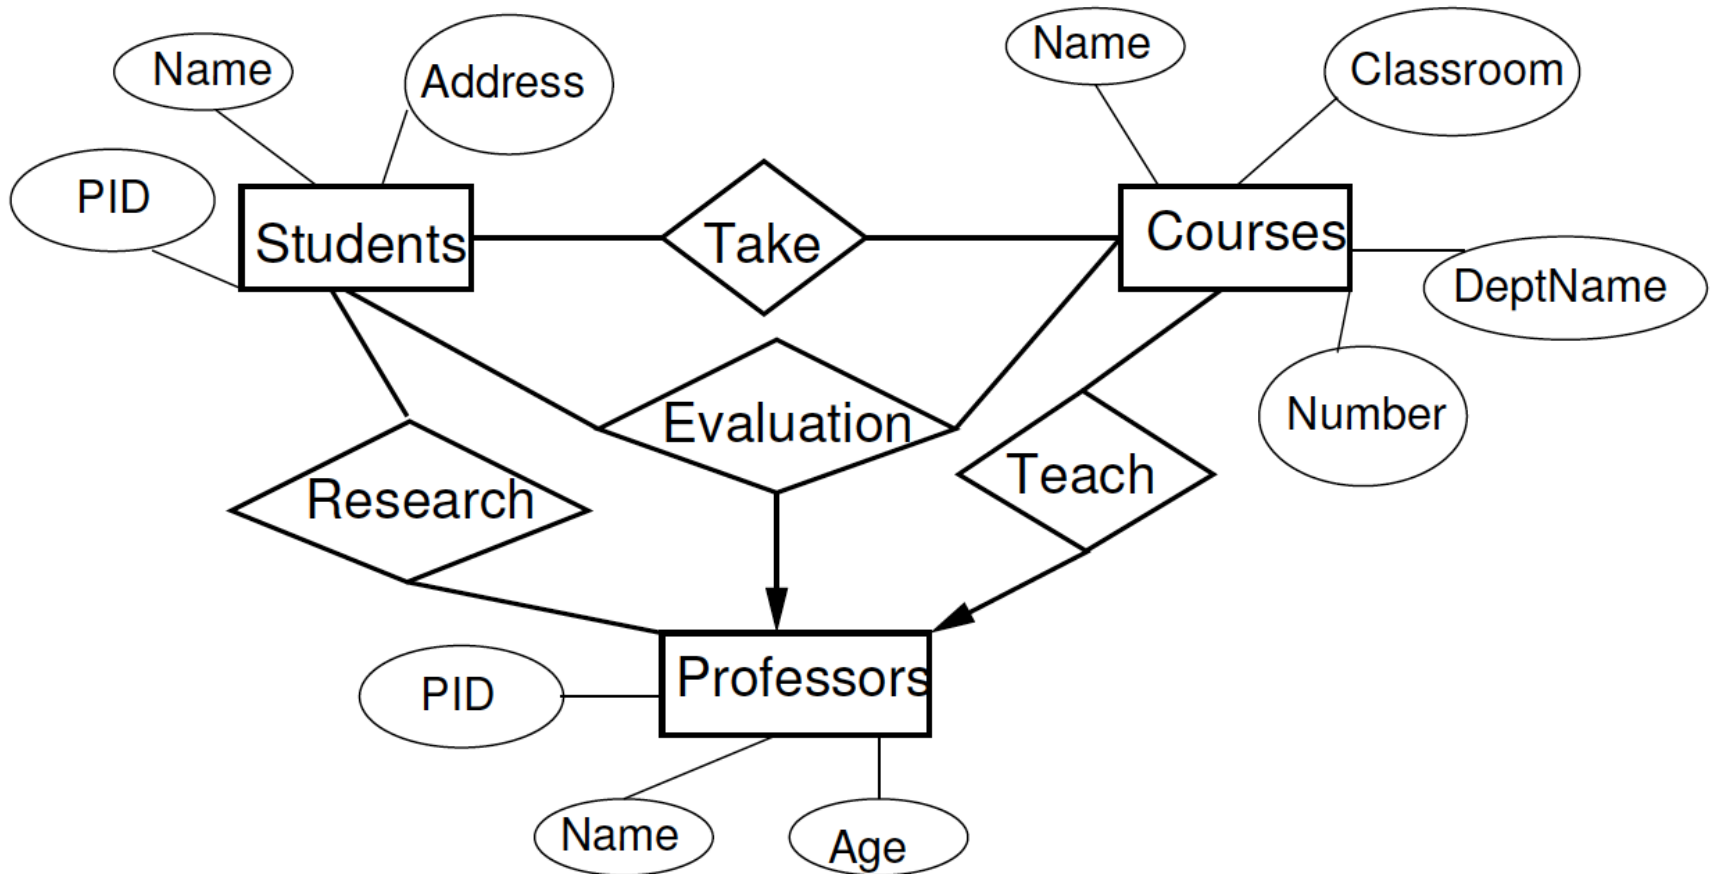 Name
Address
Name
Classroom
PID
Students
Take
Courses
DeptName
Evaluation
Number
Research
Teach
Professors
PID
Name
Age